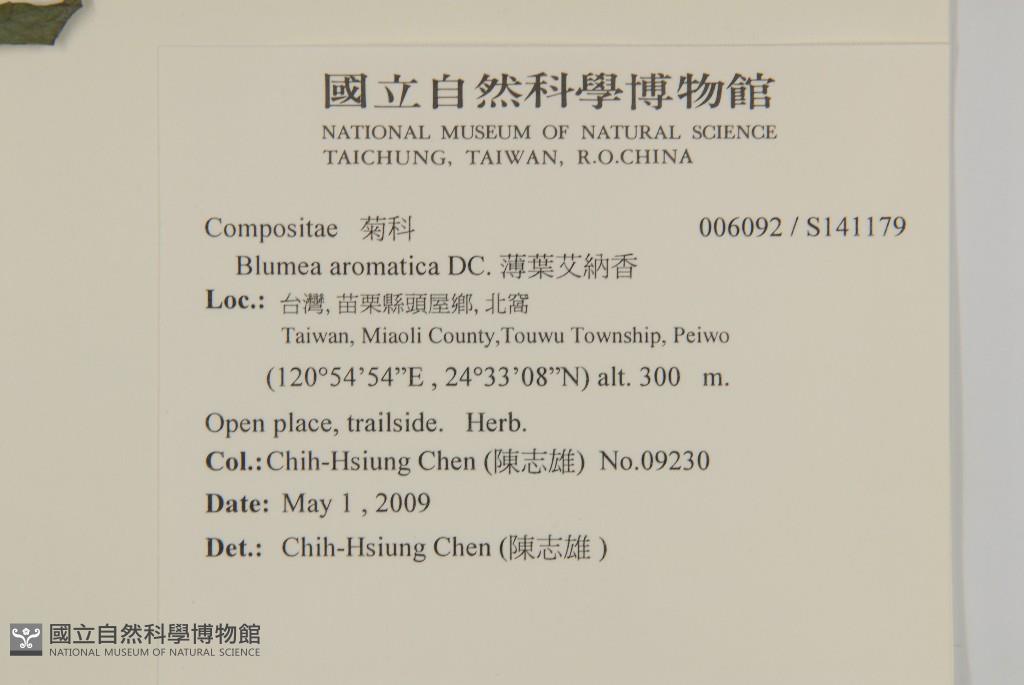 國立自然科學博物館
NATIONAL MUSEUM OF NATURAL SCIENCE
TAICHUNG, TAIWAN, R.O.CHINA
Compositae 菊科 006092 / S141179
Blumea aromatica DC. 薄葉艾納香
Loc.: 台灣, 苗栗縣頭屋鄉, 北窩
Taiwan, Miaoli County,Touwu Township, Peiwo
(120°54’54”E , 24°33’08”N) alt. 300 m.
Open place, trailside. Herb.
Col.: Chih-Hsiung Chen (陳志雄) No.09230
Date: May 1 , 2009
Det.: Chih-Hsiung Chen (陳志雄 )
國立自然科學博物館
NATIONAL MUSEUM OF NATURAL SCIENCE